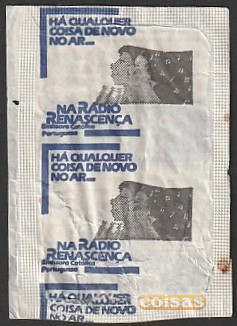 HÁ QUALQUER
COISA DE NOVO
NO AR...
NA RÁDIO
RENASCENÇA
Emissora Católica
Portuguesa
HÁ QUALQUER
COISA DE NOVO
NO AR...
NA RÁDIO
RENASCENÇA
Emissora Católica
Portuguesa
HÁ QUALQUER
COISA DE NOVO
NO AR...
coisas